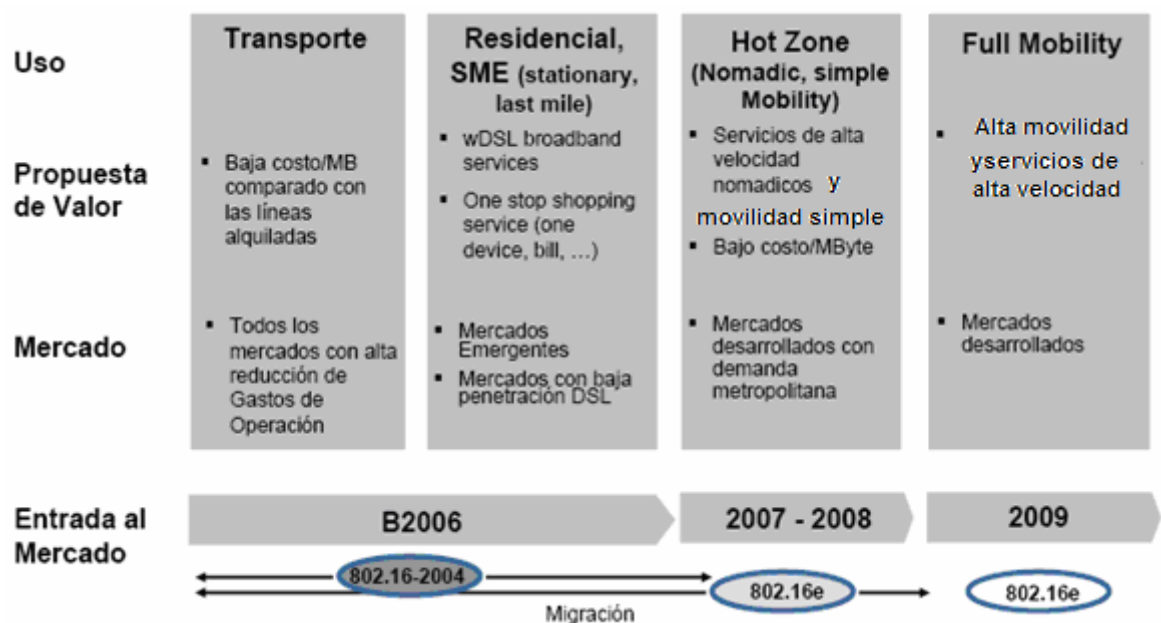 Uso
Transporte
Residencial,
SME (stationary,
last mile)
Hot Zone
(Nomadic, simple
Mobility)
Full Mobility
Propuesta
de Valor
▪ Baja costo/MB
comparado con
las líneas
alquiladas
▪ wDSL broadband
services
▪ One stop shopping
service (one
device, bill, …)
▪ Servicios de alta
velocidad
nomadicos y
movilidad simple
▪ Bajo costo/MByte
▪ Alta movilidad
yservicios de
alta velocidad
Mercado
▪ Todos los
mercados con alta
reducción de
Gastos de
Operación
▪ Mercados
Emergentes
▪ Mercados con baja
penetración DSL
▪ Mercados
desarrollados con
demanda
metropolitana
▪ Mercados
desarrollados
Entrada al
Mercado
B2006
2007 - 2008
2009
802.16-2004
802.16e
802.16e
Migración